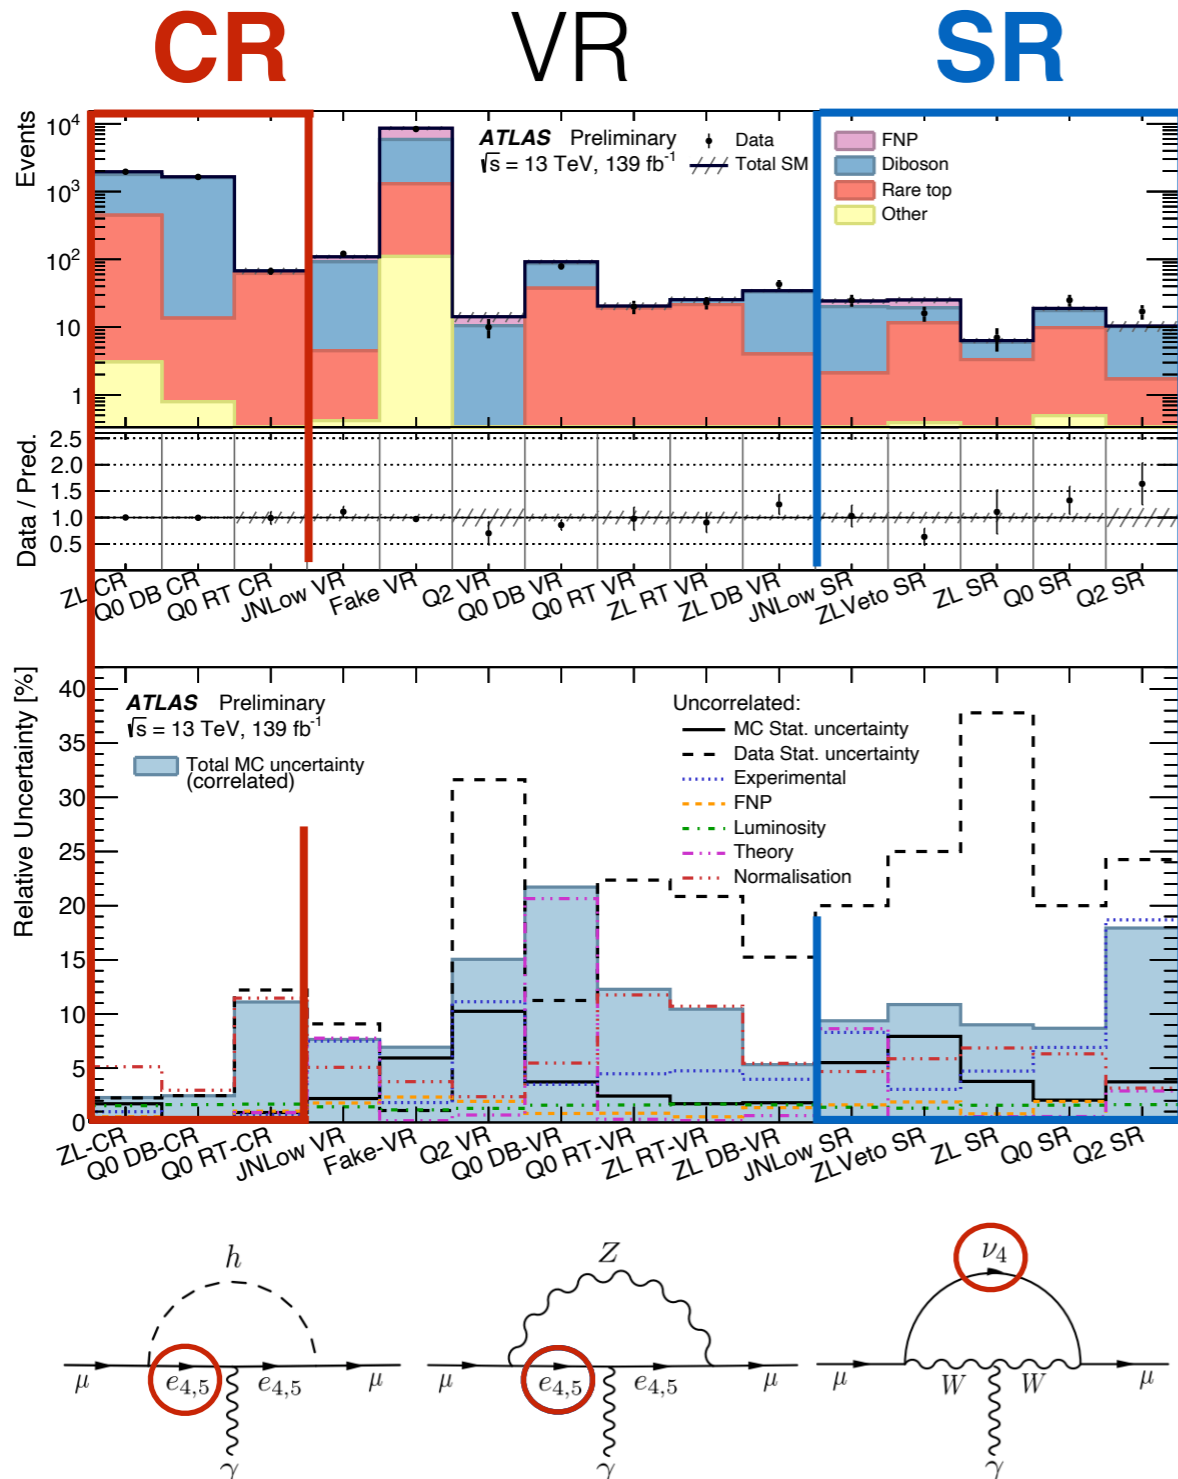 CR VR SR
Events
10⁴
10³
10²
10
1
ATLAS Preliminary
√s = 13 TeV, 139 fb⁻¹
Data
Total SM
FNP
Diboson
Rare top
Other
Data / Pred.
2.5
2.0
1.5
1.0
0.5
ZL CR
Q0 DB CR
Q0 RT CR
JNLow VR
Fake VR
Q2 VR
Q0 DB VR
Q0 RT VR
ZL RT VR
ZL DB VR
JNLow SR
ZLVeto SR
ZL SR
Q0 SR
Q2 SR
Relative Uncertainty [%]
40
35
30
25
20
15
10
5
0
ATLAS Preliminary
√s = 13 TeV, 139 fb⁻¹
Total MC uncertainty
(correlated)
Uncorrelated:
MC Stat. uncertainty
Data Stat. uncertainty
Experimental
FNP
Luminosity
Theory
Normalisation
ZL-CR
Q0 DB-CR
Q0 RT-CR
JNLow VR
Fake-VR
Q2 VR
Q0 DB-VR
Q0 RT-VR
ZL RT-VR
ZL DB-VR
JNLow SR
ZLVeto SR
ZL SR
Q0 SR
Q2 SR
h
μ e₄,₅ e₄,₅ μ
γ
Z
μ e₄,₅ e₄,₅ μ
γ
ν₄
μ W W μ
γ